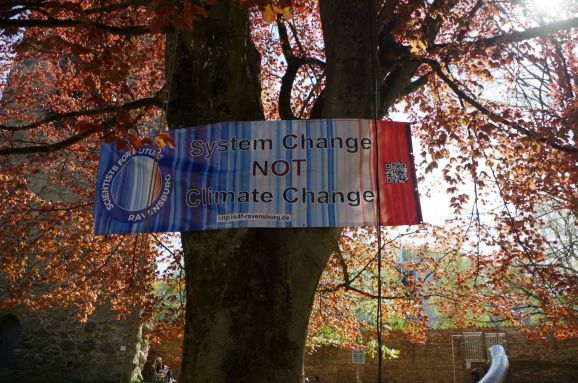 SCIENTISTS FOR FUTURE
RAVENSBURG
System Change
NOT
Climate Change
http://s4f-ravensburg.de